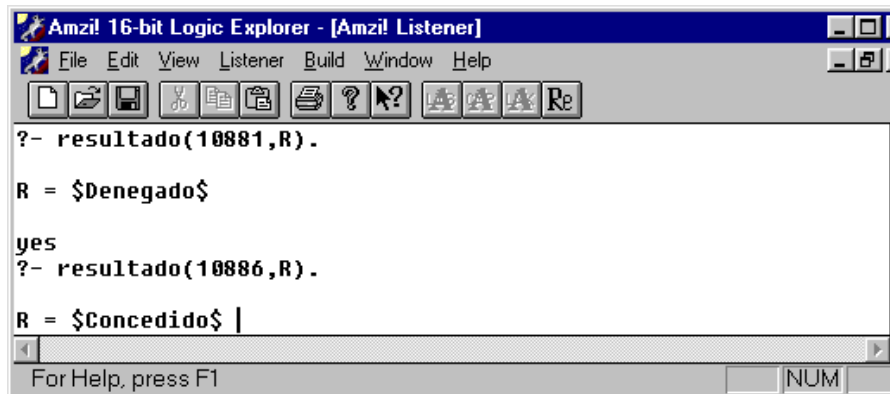 Amzi! 16-bit Logic Explorer - [Amzi! Listener]
File Edit View Listener Build Window Help
Re
?- resultado(10881,R).
R = $Denegado$
yes
?- resultado(10886,R).
R = $Concedido$
For Help, press F1 NUM